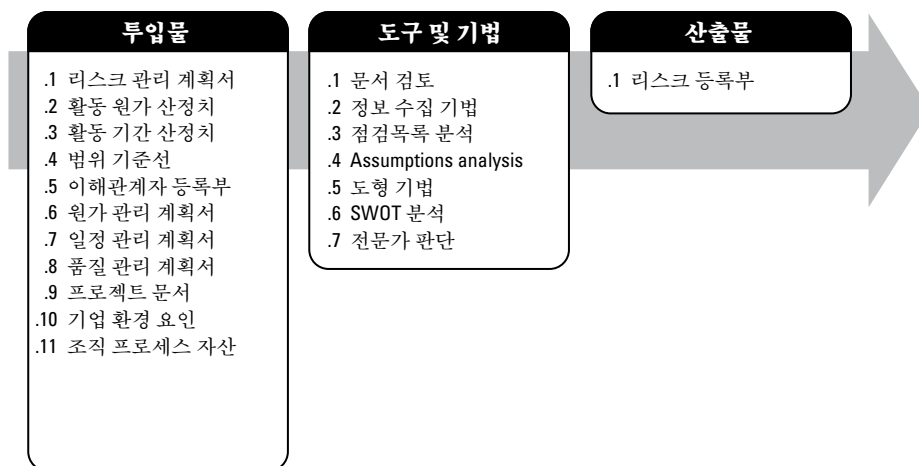 투입물
.1 리스크 관리 계획서
.2 활동 원가 산정치
.3 활동 기간 산정치
.4 범위 기준선
.5 이해관계자 등록부
.6 원가 관리 계획서
.7 일정 관리 계획서
.8 품질 관리 계획서
.9 프로젝트 문서
.10 기업 환경 요인
.11 조직 프로세스 자산
도구 및 기법
.1 문서 검토
.2 정보 수집 기법
.3 점검목록 분석
.4 Assumptions analysis
.5 도형 기법
.6 SWOT 분석
.7 전문가 판단
산출물
.1 리스크 등록부